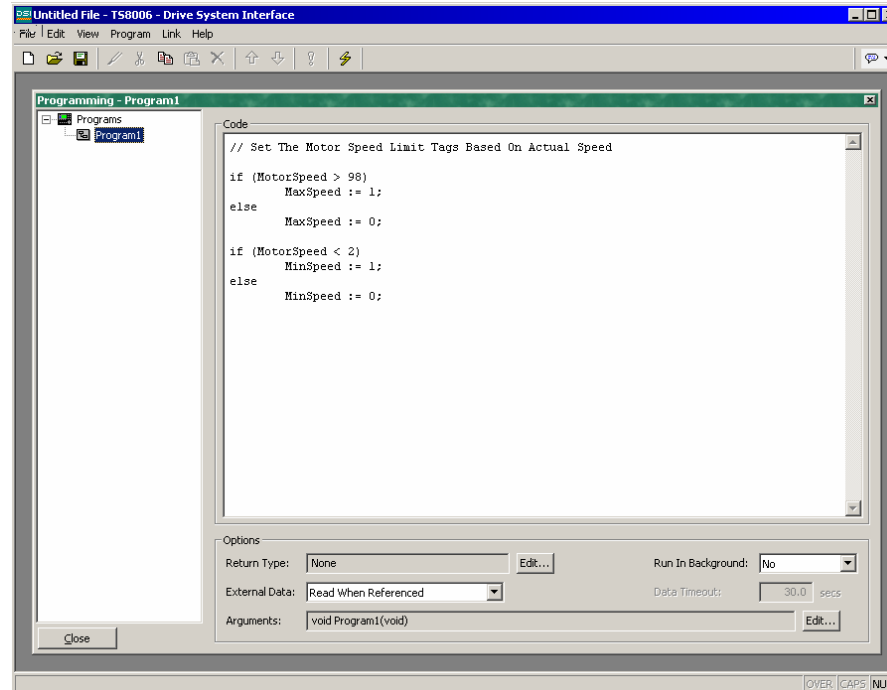 DSI Untitled File - TS8006 - Drive System Interface
File Edit View Program Link Help
Programming - Program1
Programs
Program1
Code
// Set The Motor Speed Limit Tags Based On Actual Speed
if (MotorSpeed > 98)
MaxSpeed := 1;
else
MaxSpeed := 0;
if (MotorSpeed < 2)
MinSpeed := 1;
else
MinSpeed := 0;
Options
Return Type: None Edit... Run In Background: No
External Data: Read When Referenced Data Timeout: 30.0 secs
Arguments: void Program1(void) Edit...
Close
OVER CAPS NU